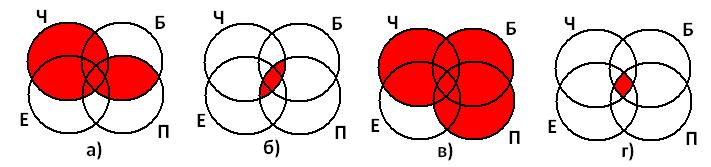 Ч Б Ч Б Ч Б Ч Б
Е П Е П Е П Е П
а) б) в) г)